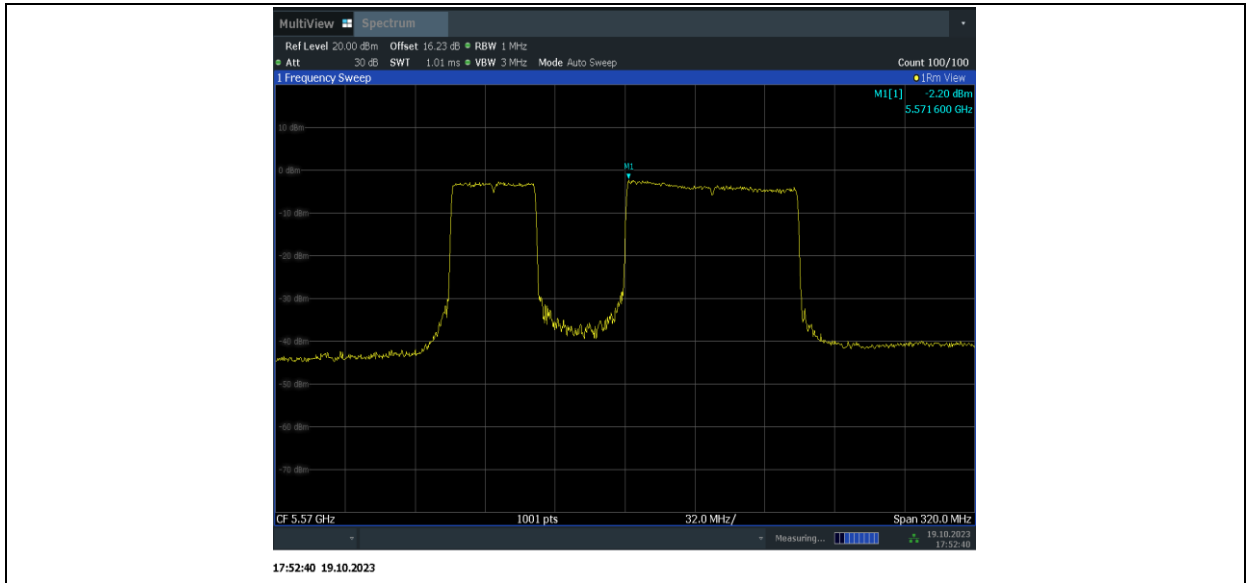 MultiView Spectrum
Ref Level 20.00 dBm Offset 16.23 dB RBW 1 MHz
Att 30 dB SWT 1.01 ms VBW 3 MHz Mode Auto Sweep Count 100/100
1 Frequency Sweep 1Rm View
M1[1] -2.20 dBm
5.571600 GHz
10 dBm
0 dBm
M1
-10 dBm
-20 dBm
-30 dBm
-40 dBm
-50 dBm
-60 dBm
-70 dBm
CF 5.57 GHz 1001 pts 32.0 MHz/ Span 320.0 MHz
Measuring... 19.10.2023
17:52:40
17:52:40 19.10.2023